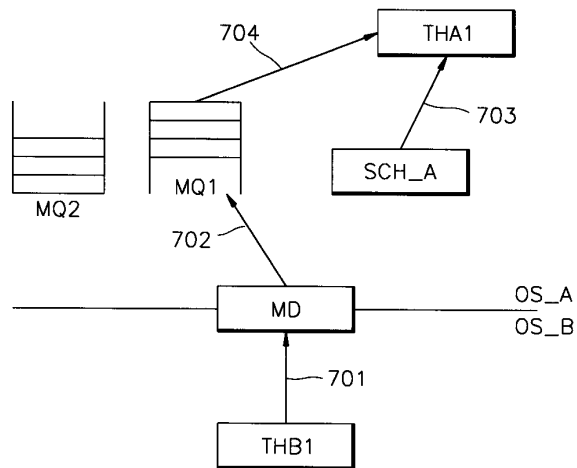 704
THA1
703
SCH_A
MQ2
MQ1
702
MD
OS_A
OS_B
701
THB1